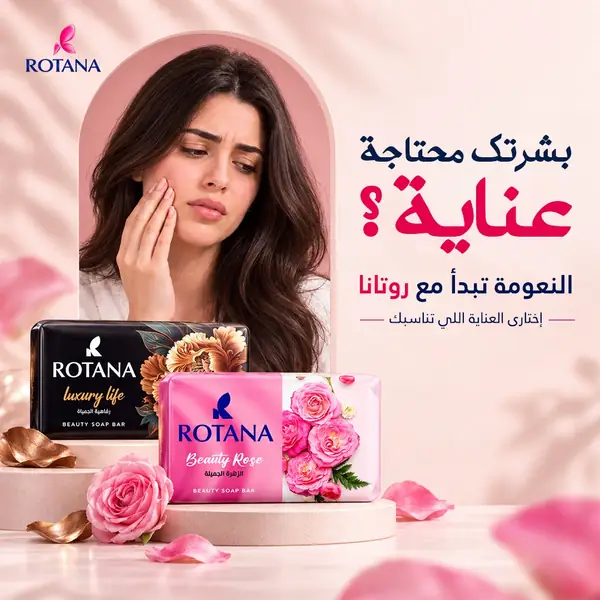 ROTANA
بشرتك محتاجة
عناية؟
النعومة تبدأ مع روتانا
إختارى العناية اللي تناسبك
ROTANA
luxury life
رفاهية الحياة
BEAUTY SOAP BAR
ROTANA
Beauty Rose
الزهرة الجميلة
BEAUTY SOAP BAR